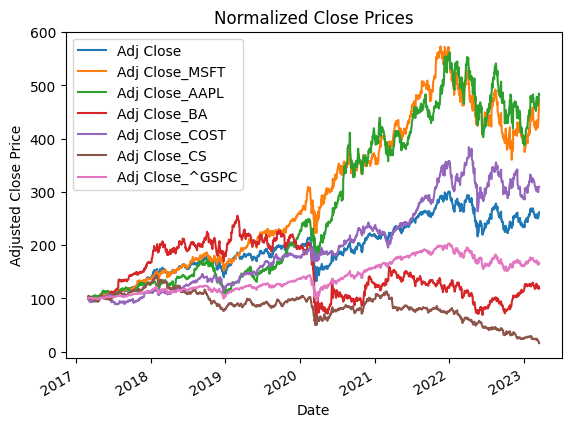 Normalized Close Prices
Adj Close
Adj Close_MSFT
Adj Close_AAPL
Adj Close_BA
Adj Close_COST
Adj Close_CS
Adj Close_^GSPC
Adjusted Close Price
600
500
400
300
200
100
0
2017
2018
2019
2020
2021
2022
2023
Date